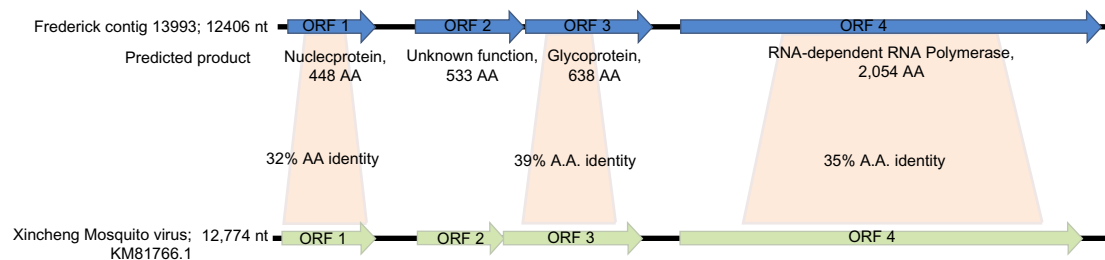 Frederick contig 13993; 12406 nt
ORF 1
ORF 2
ORF 3
ORF 4
Predicted product
Nuclecprotein,
448 AA
Unknown function,
533 AA
Glycoprotein,
638 AA
RNA-dependent RNA Polymerase,
2,054 AA
32% AA identity
39% A.A. identity
35% A.A. identity
Xincheng Mosquito virus; 12,774 nt
KM81766.1
ORF 1
ORF 2
ORF 3
ORF 4